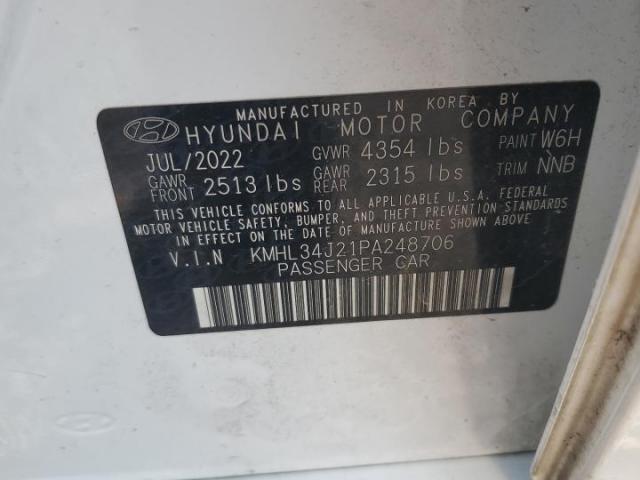 MANUFACTURED IN KOREA BY
HYUNDAI MOTOR COMPANY
JUL/2022 GVWR 4354 lbs PAINT W6H
GAWR FRONT 2513 lbs GAWR REAR 2315 lbs TRIM NNB
THIS VEHICLE CONFORMS TO ALL APPLICABLE U.S.A. FEDERAL
MOTOR VEHICLE SAFETY, BUMPER, AND THEFT PREVENTION STANDARDS
IN EFFECT ON THE DATE OF MANUFACTURE SHOWN ABOVE.
V.I.N KMHL34J21PA248706
PASSENGER CAR